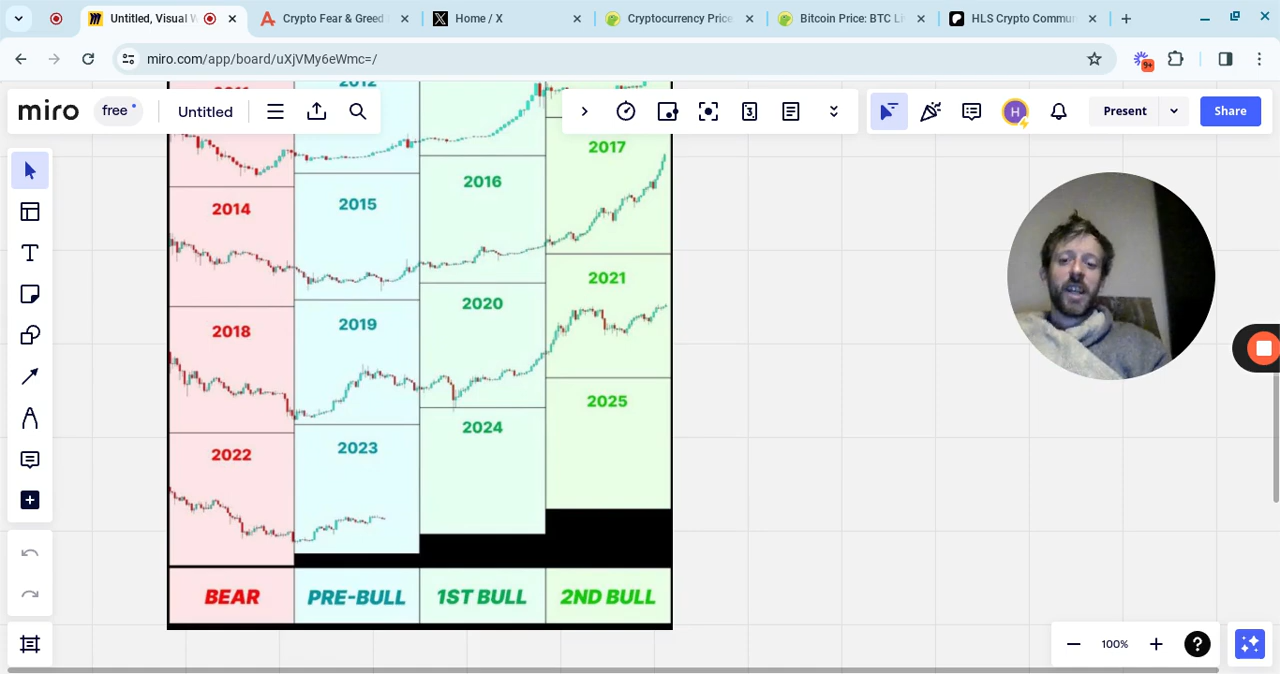 Untitled, Visual W
Crypto Fear & Greed
Home / X
Cryptocurrency Price
Bitcoin Price: BTC Li
HLS Crypto Commun
miro.com/app/board/uXjVMy6eWmc=/
9+
miro
free
Untitled
H
Present
Share
2012
2017
2016
2014
2015
2021
2020
2018
2019
2025
2024
2022
2023
BEAR
PRE-BULL
1ST BULL
2ND BULL
100%